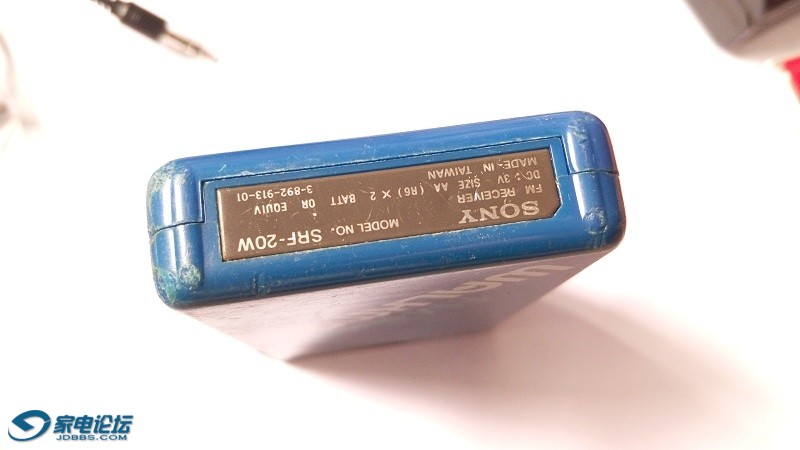 SONY MODEL NO. SRF-20W
FM RECEIVER
DC : 3V SIZE AA (R6) × 2 BATT OR EQUIV
MADE IN TAIWAN 3-892-913-01
WALKMAN
家电论坛
JDBBS.COM